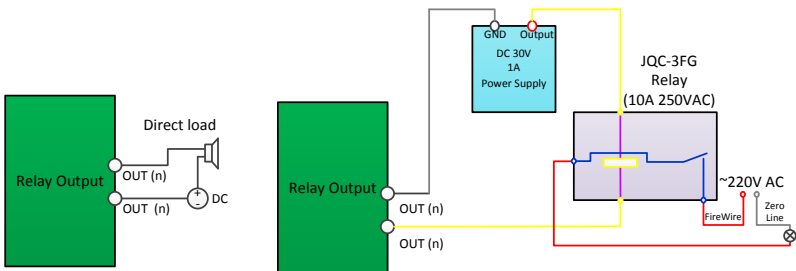 Relay Output
Direct load
OUT (n)
OUT (n)
+
-
DC
Relay Output
OUT (n)
OUT (n)
GND
Output
DC 30V
1A
Power Supply
JQC-3FG
Relay
(10A 250VAC)
~220V AC
FireWire
Zero
Line